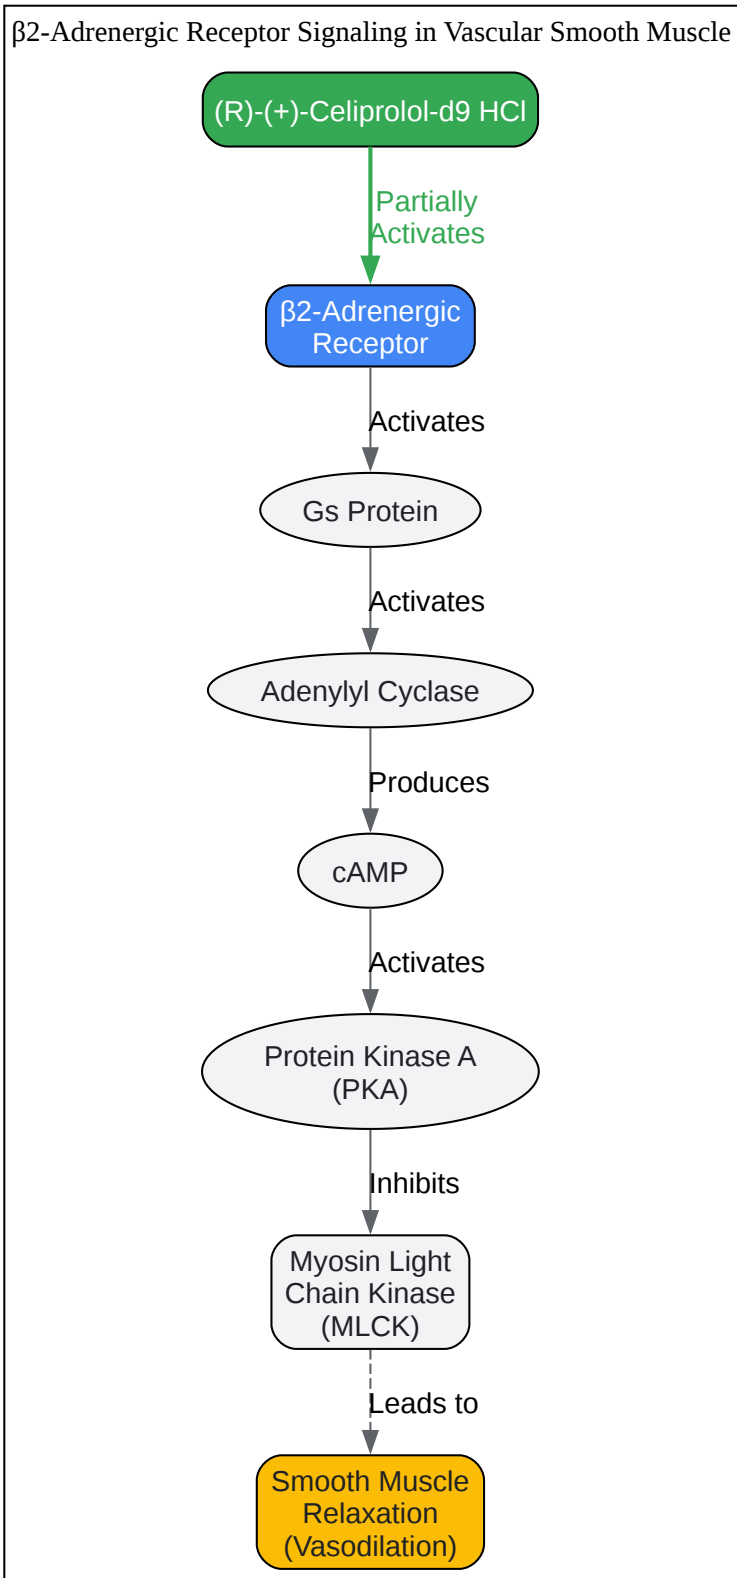 β2-Adrenergic Receptor Signaling in Vascular Smooth Muscle
(R)-(+)-Celiprolol-d9 HCl
Partially
Activates
β2-Adrenergic
Receptor
Activates
Gs Protein
Activates
Adenylyl Cyclase
Produces
cAMP
Activates
Protein Kinase A
(PKA)
Inhibits
Myosin Light
Chain Kinase
(MLCK)
Leads to
Smooth Muscle
Relaxation
(Vasodilation)